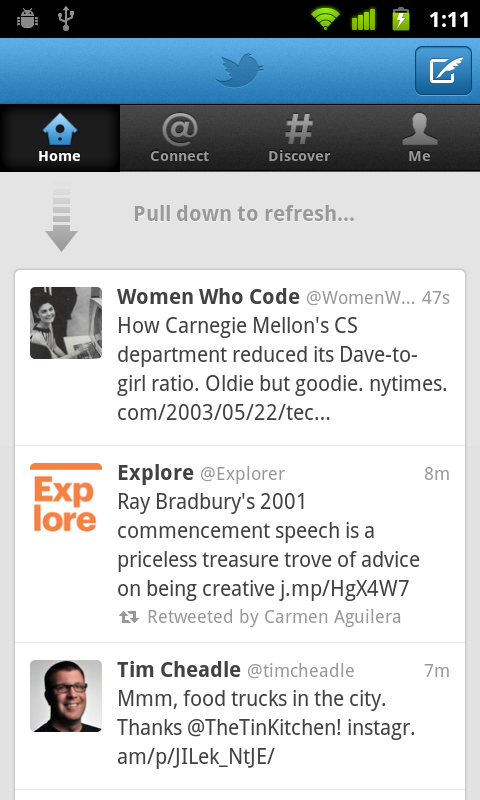 1:11
Home
@
Connect
#
Discover
Me
Pull down to refresh...
Women Who Code @WomenW... 47s
How Carnegie Mellon's CS
department reduced its Dave-to-
girl ratio. Oldie but goodie. nytimes.
com/2003/05/22/tec...
Exp
lore
Explore @Explorer 8m
Ray Bradbury's 2001
commencement speech is a
priceless treasure trove of advice
on being creative j.mp/HgX4W7
Retweeted by Carmen Aguilera
Tim Cheadle @timcheadle 7m
Mmm, food trucks in the city.
Thanks @TheTinKitchen! instagr.
am/p/JILek_NtJE/